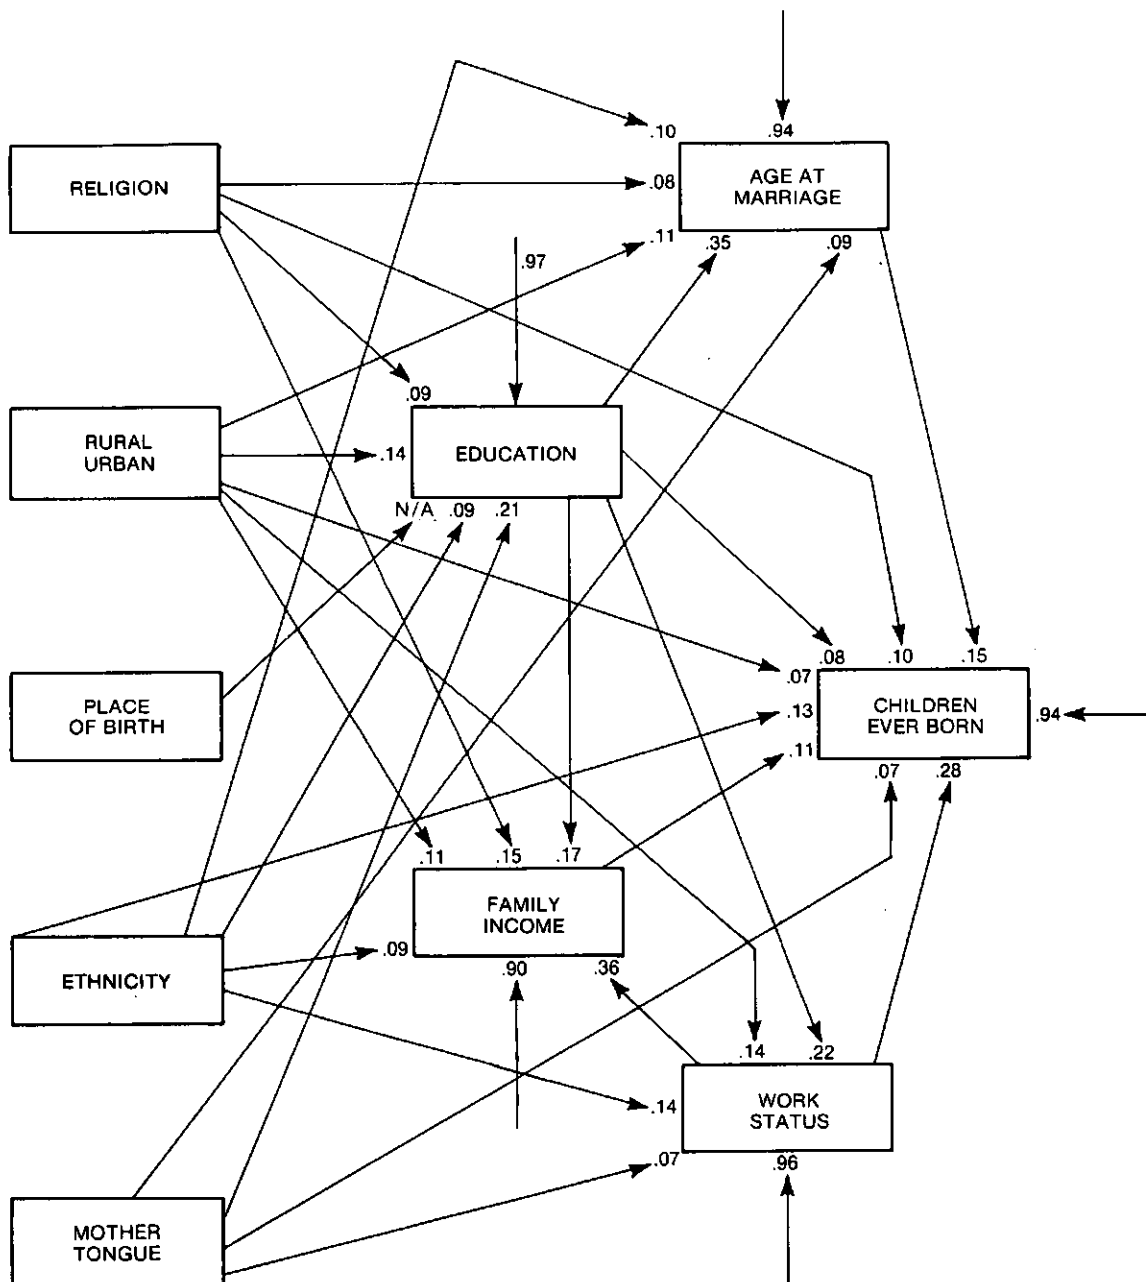 .10
.94
RELIGION
.08
AGE AT
MARRIAGE
.11
.35
.09
.97
.09
RURAL
URBAN
.14
EDUCATION
N/A
.09
.21
.08
.10
.15
.07
PLACE
OF BIRTH
.13
CHILDREN
EVER BORN
.94
.11
.07
.28
.11
.15
.17
FAMILY
INCOME
.09
ETHNICITY
.90
.36
.14
.22
.14
WORK
STATUS
.07
.96
MOTHER
TONGUE